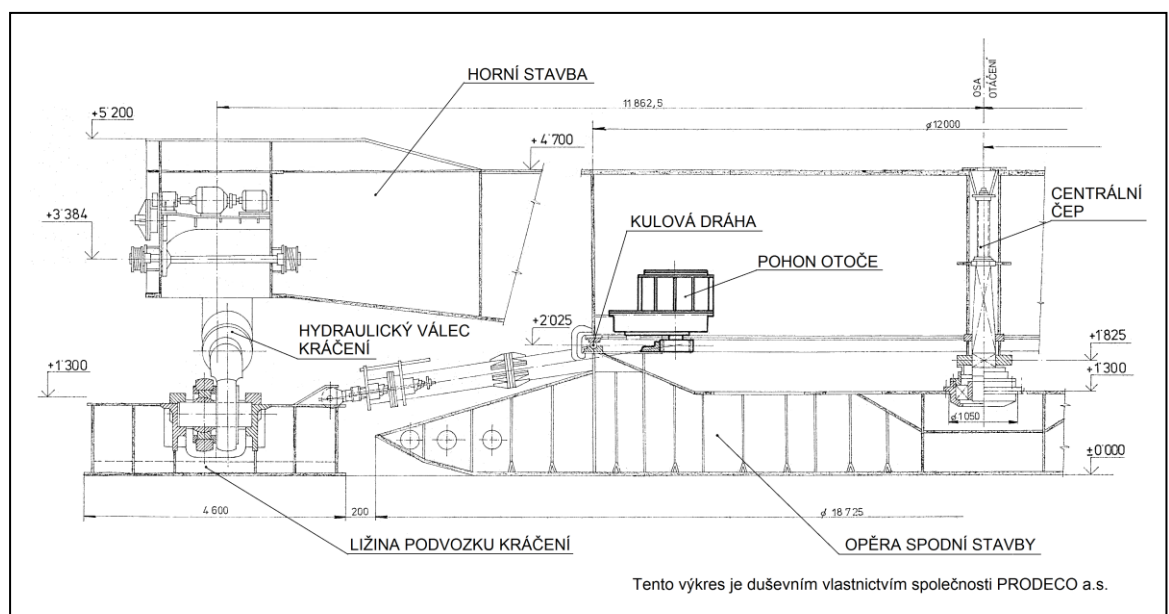 HORNÍ STAVBA
OSA
OTÁČENÍ
11 862,5
+5'200
⌀12000
+4'700
CENTRÁLNÍ
ČEP
+3'384
KULOVÁ DRÁHA
POHON OTOČE
HYDRAULICKÝ VÁLEC
KRÁČENÍ
+2'025
+1'825
+1'300
+1'300
⌀1050
±0'000
4 600
200
⌀ 18 725
LIŽINA PODVOZKU KRÁČENÍ
OPĚRA SPODNÍ STAVBY
Tento výkres je duševním vlastnictvím společnosti PRODECO a.s.